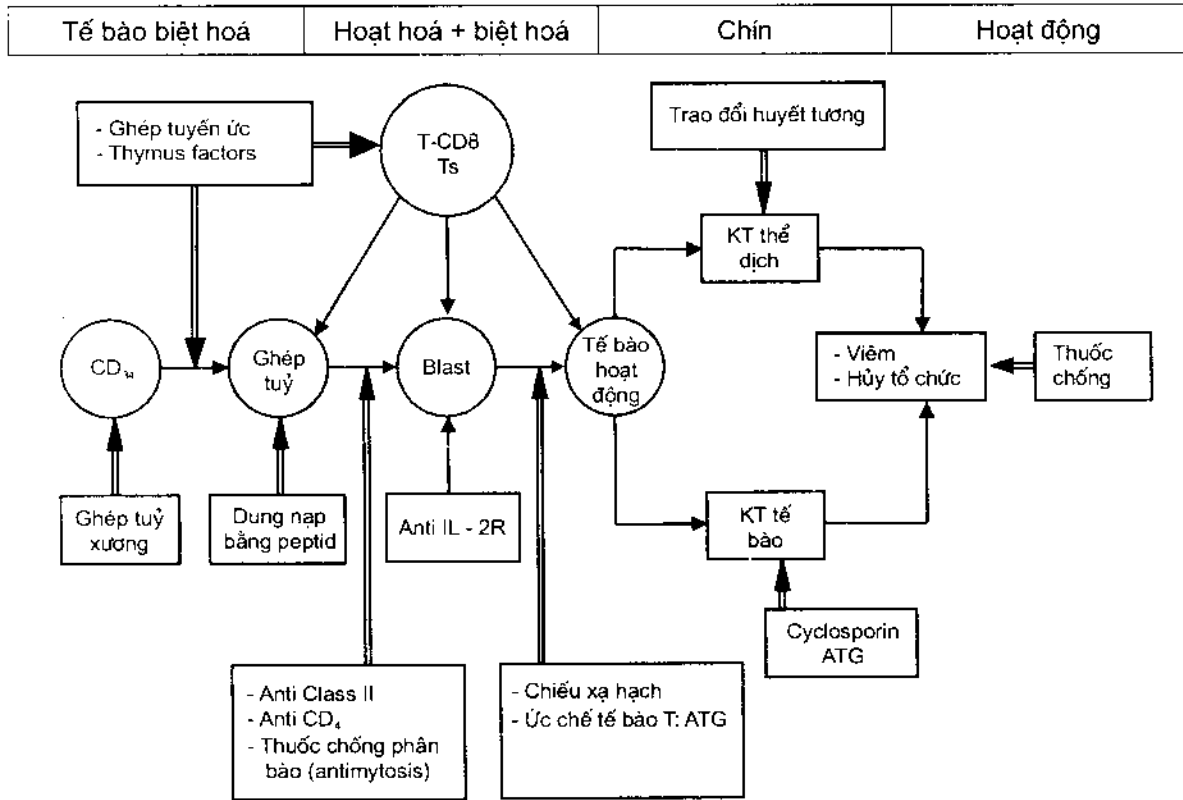 Tế bào biệt hoá
Hoạt hoá + biệt hoá
Chín
Hoạt động
- Ghép tuyến ức
- Thymus factors
T-CD8
Ts
Trao đổi huyết tương
KT thể
dịch
CD₃₄
Ghép
tuỷ
Blast
Tế bào
hoạt
động
- Viêm
- Hủy tổ chức
Thuốc
chống
Ghép tuỷ
xương
Dung nạp
bằng peptid
Anti IL - 2R
KT tế
bào
Cyclosporin
ATG
- Anti Class II
- Anti CD₄
- Thuốc chống phân
bào (antimytosis)
- Chiếu xạ hạch
- Ức chế tế bào T: ATG